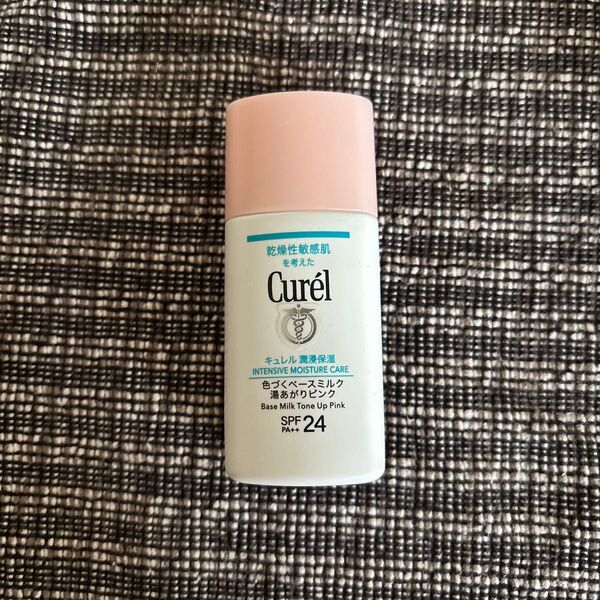 乾燥性敏感肌
を考えた
Curél
キュレル 潤浸保湿
INTENSIVE MOISTURE CARE
色づくベースミルク
湯あがりピンク
Base Milk Tone Up Pink
SPF 24
PA++